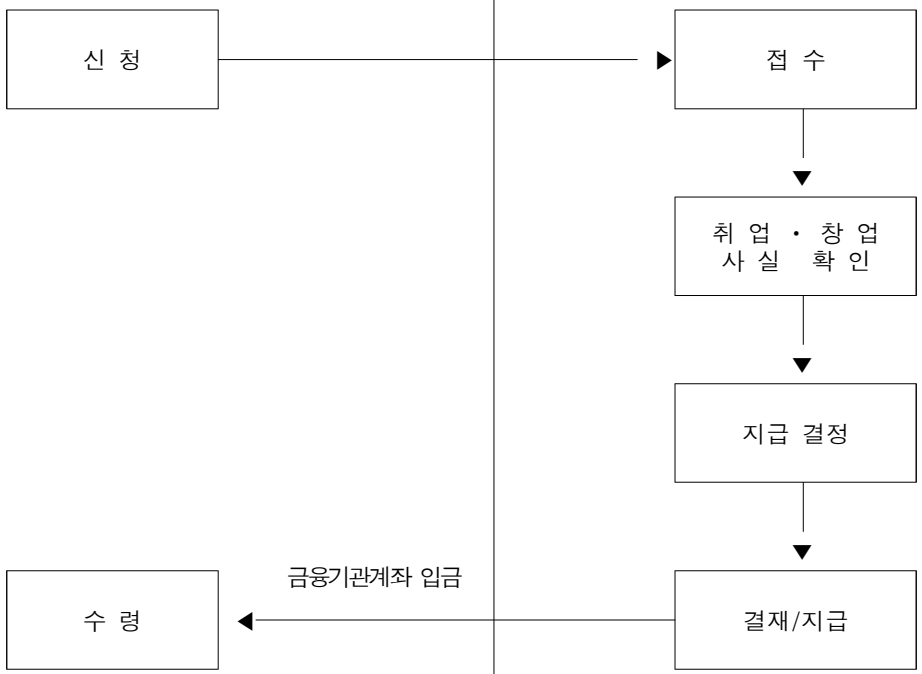 신 청
접 수
취 업 · 창 업
사 실 확 인
지급 결정
금융기관계좌 입금
수 령
결재/지급